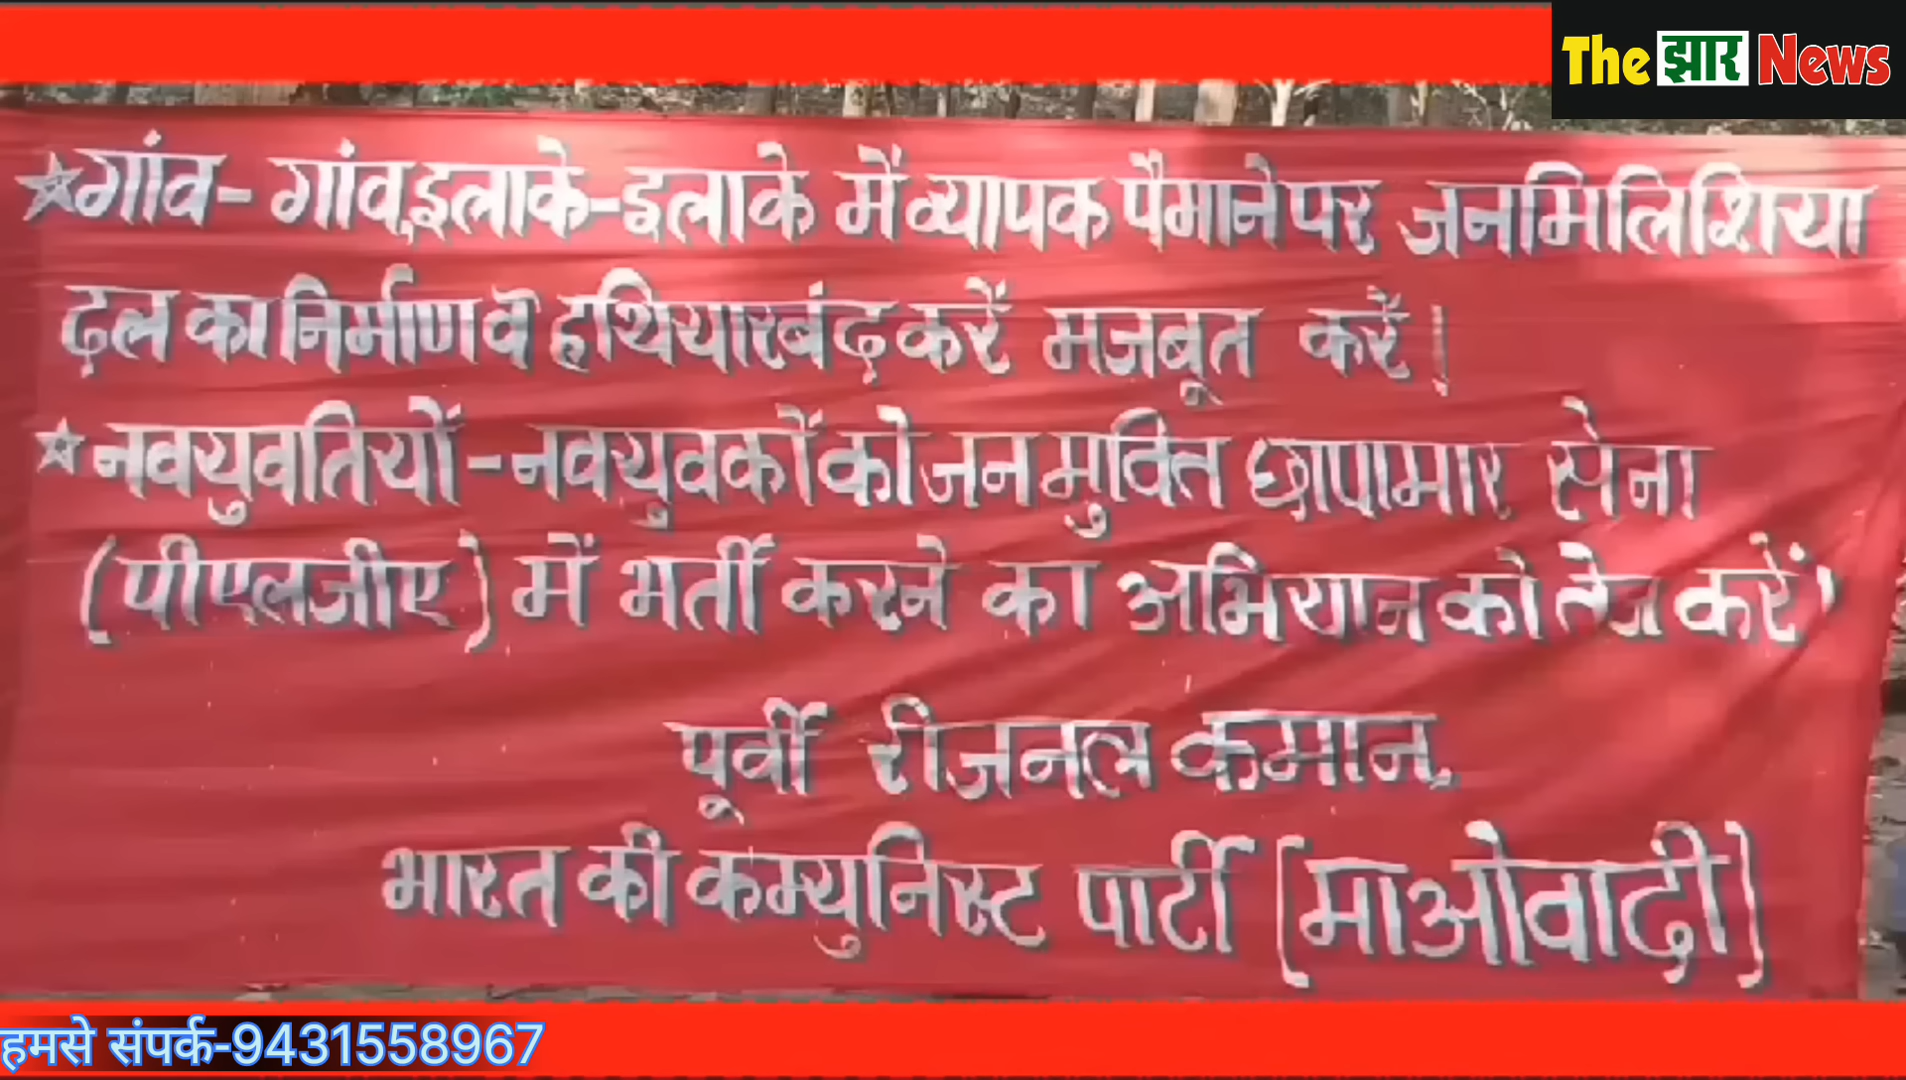 The झार News
★गांव- गांव,इलाके-इलाके में व्यापक पैमाने पर जनमिलिशिया
दल का निर्माण व हथियारबंद करें मजबूत करें।
★नवयुवतियों-नवयुवकों को जन मुक्ति छापामार सेना
(पीएलजीए) में भर्ती करने का अभियान को तेज करें।
पूर्वी रीजनल कमान,
भारत की कम्युनिस्ट पार्टी [माओवादी]
हमसे संपर्क-9431558967